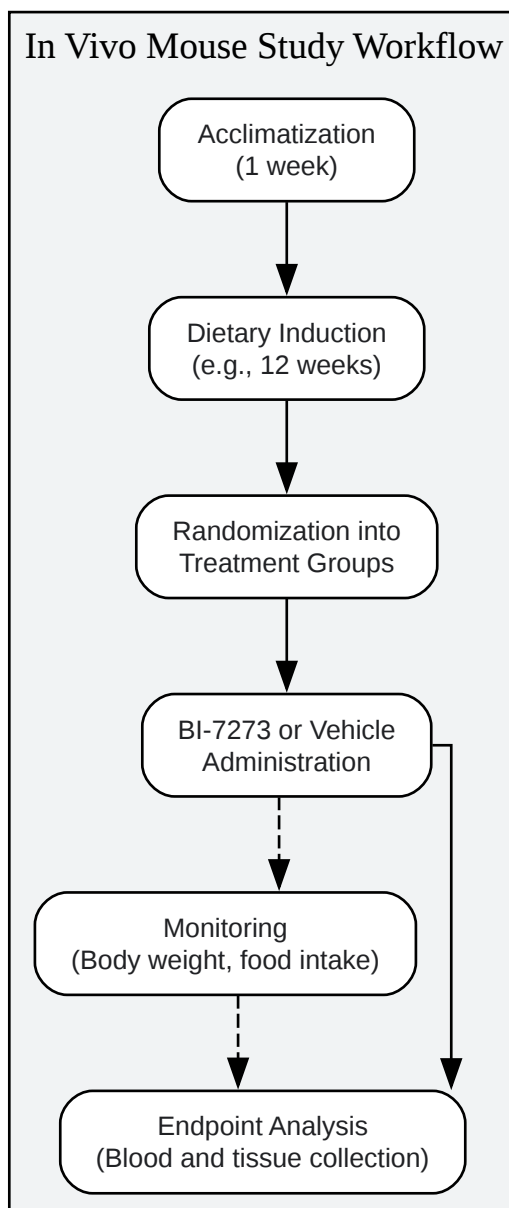 In Vivo Mouse Study Workflow
Acclimatization
(1 week)
Dietary Induction
(e.g., 12 weeks)
Randomization into
Treatment Groups
BI-7273 or Vehicle
Administration
Monitoring
(Body weight, food intake)
Endpoint Analysis
(Blood and tissue collection)